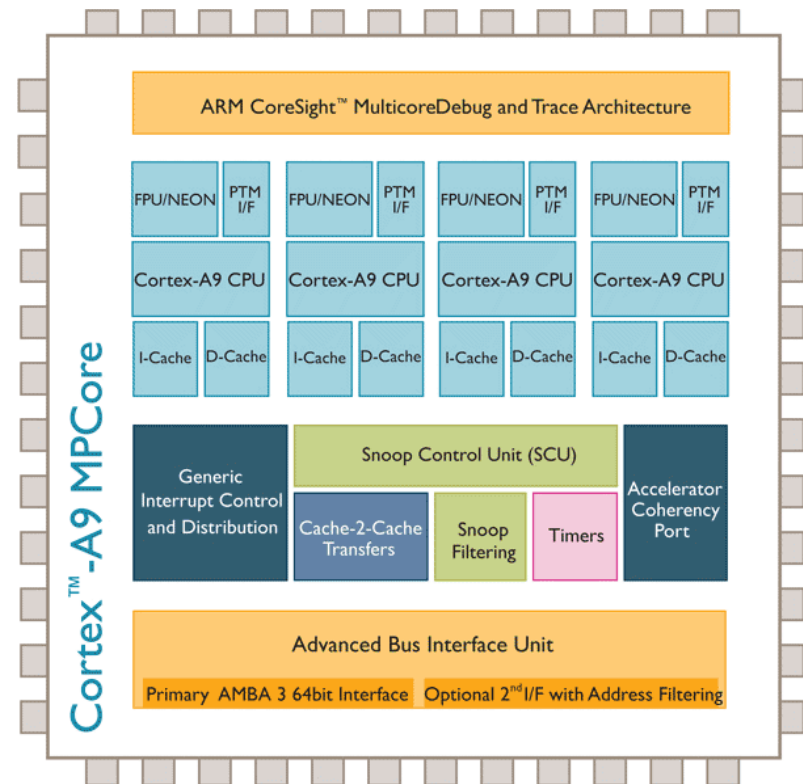 Cortex™-A9 MPCore
ARM CoreSight™ MulticoreDebug and Trace Architecture
FPU/NEON
PTM
I/F
FPU/NEON
PTM
I/F
FPU/NEON
PTM
I/F
FPU/NEON
PTM
I/F
Cortex-A9 CPU
Cortex-A9 CPU
Cortex-A9 CPU
Cortex-A9 CPU
I-Cache
D-Cache
I-Cache
D-Cache
I-Cache
D-Cache
I-Cache
D-Cache
Generic
Interrupt Control
and Distribution
Snoop Control Unit (SCU)
Cache-2-Cache
Transfers
Snoop
Filtering
Timers
Accelerator
Coherency
Port
Advanced Bus Interface Unit
Primary AMBA 3 64bit Interface
Optional 2nd I/F with Address Filtering